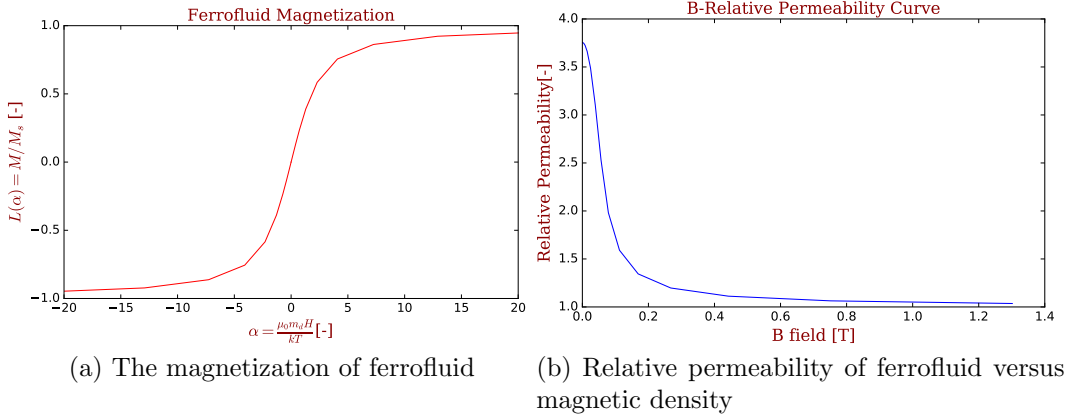 Ferrofluid Magnetization
1.0
0.5
0.0
−0.5
−1.0
−20 −15 −10 −5 0 5 10 15 20
L(α) = M/M_s [-]
α = μ₀m_dH/kT [-]
(a) The magnetization of ferrofluid
B-Relative Permeability Curve
4.0
3.5
3.0
2.5
2.0
1.5
1.0
0.0 0.2 0.4 0.6 0.8 1.0 1.2 1.4
Relative Permeability[-]
B field [T]
(b) Relative permeability of ferrofluid versus
magnetic density